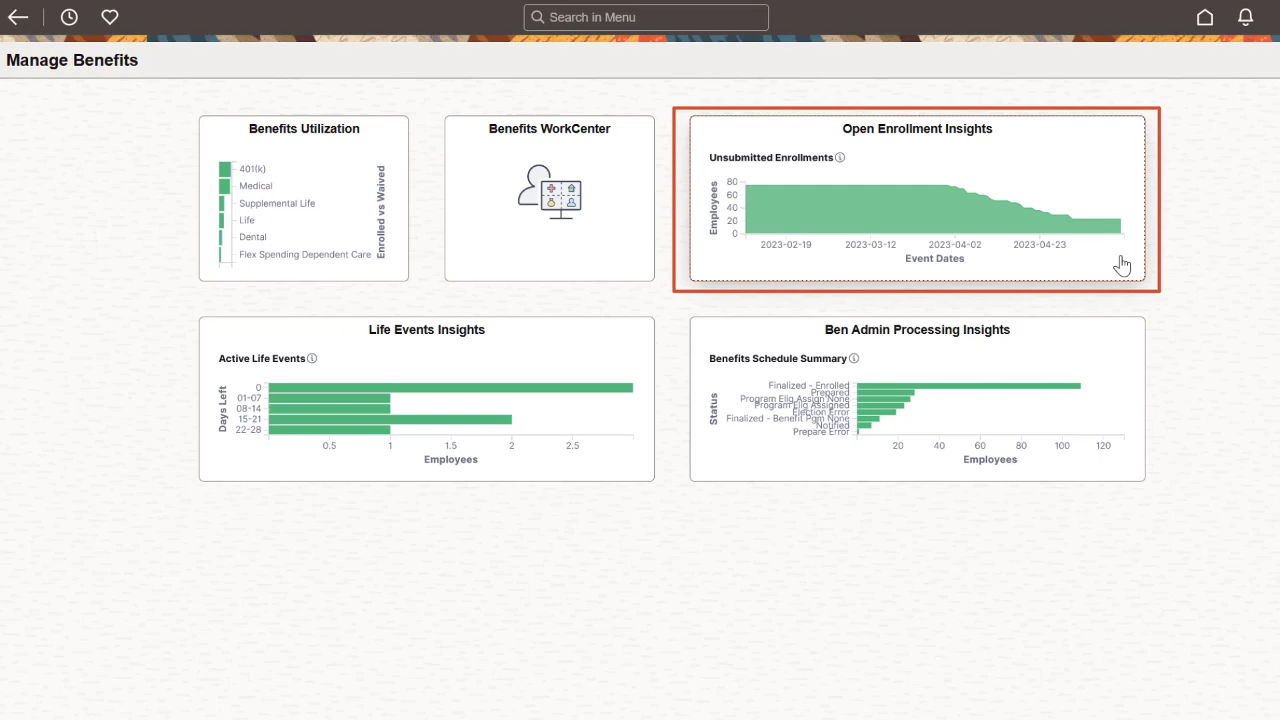 Search in Menu
Manage Benefits
Benefits Utilization
401(k)
Medical
Supplemental Life
Life
Dental
Flex Spending Dependent Care
Enrolled vs Waived
Benefits WorkCenter
Open Enrollment Insights
Unsubmitted Enrollments
Employees
80
60
40
20
0
2023-02-19 2023-03-12 2023-04-02 2023-04-23
Event Dates
Life Events Insights
Active Life Events
Days Left
0
01-07
08-14
15-21
22-28
0.5 1 1.5 2 2.5
Employees
Ben Admin Processing Insights
Benefits Schedule Summary
Status
Finalized - Enrolled
Prepared
Program Elig Assign None
Program Elig Assigned
Election Error
Finalized - Benefit Pgm None
Notified
Prepare Error
20 40 60 80 100 120
Employees